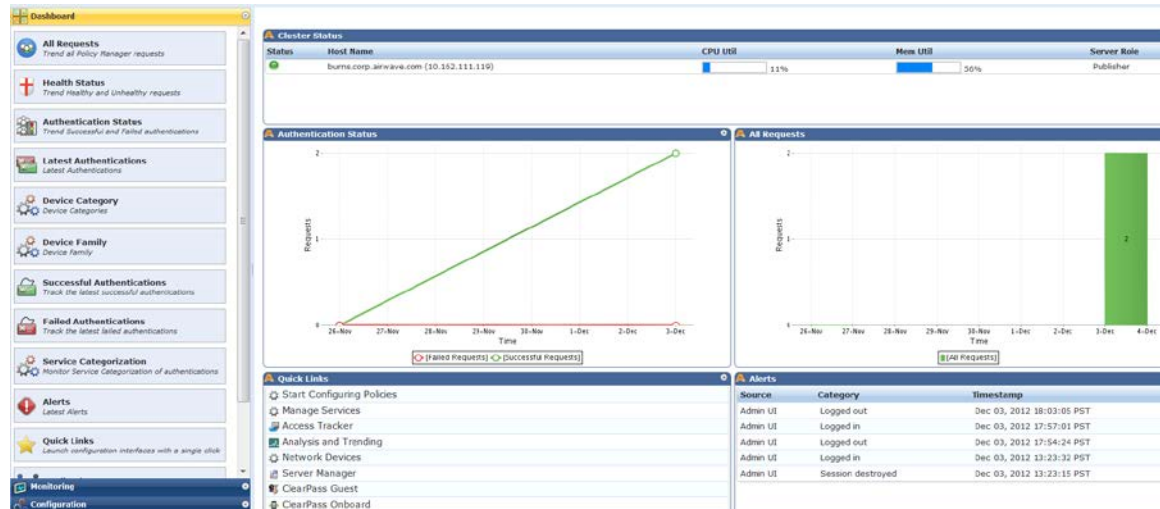 Dashboard
All Requests
Trend all Policy Manager requests
Health Status
Trend Healthy and Unhealthy requests
Authentication Status
Trend Successful and Failed authentications
Latest Authentications
Latest Authentications
Device Category
Device Categories
Device Family
Device Family
Successful Authentications
Track the latest successful authentications
Failed Authentications
Track the latest failed authentications
Service Categorization
Monitor Service Categorization of authentications
Alerts
Latest Alerts
Quick Links
Launch configuration interfaces with a single click
Monitoring
Configuration
Cluster Status
Status Host Name CPU Util Mem Util Server Role
burns.corp.airwave.com (10.162.111.119) 11% 56% Publisher
Authentication Status
2
1
0
Requests
26-Nov 27-Nov 28-Nov 29-Nov 30-Nov 1-Dec 2-Dec 3-Dec
Time
[Failed Requests] [Successful Requests]
All Requests
2
1
Requests
2
26-Nov 27-Nov 28-Nov 29-Nov 30-Nov 1-Dec 2-Dec 3-Dec 4-Dec
Time
[All Requests]
Quick Links
Start Configuring Policies
Manage Services
Access Tracker
Analysis and Trending
Network Devices
Server Manager
ClearPass Guest
ClearPass Onboard
Alerts
Source Category Timestamp
Admin UI Logged out Dec 03, 2012 18:03:05 PST
Admin UI Logged in Dec 03, 2012 17:57:01 PST
Admin UI Logged out Dec 03, 2012 17:54:24 PST
Admin UI Logged in Dec 03, 2012 13:23:32 PST
Admin UI Session destroyed Dec 03, 2012 13:23:15 PST